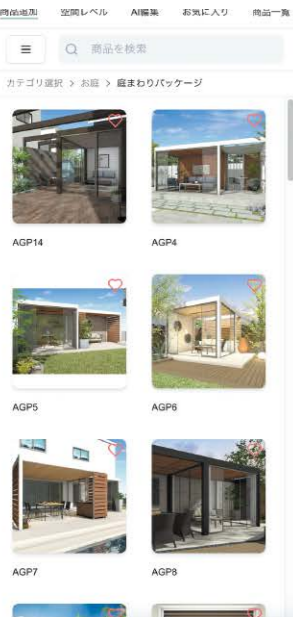 商品追加 空間レベル AI編集 お気に入り 商品一覧
商品を検索
カテゴリ選択 > お庭 > 庭まわりパッケージ
AGP14 AGP4
AGP5 AGP6
AGP7 AGP8